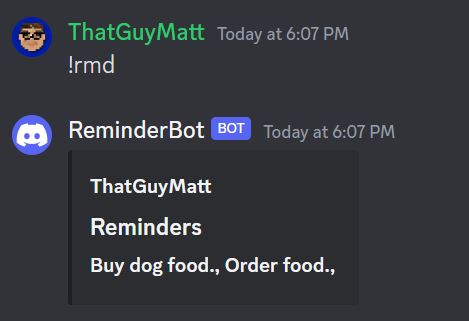 ThatGuyMatt Today at 6:07 PM
!rmd
ReminderBot BOT Today at 6:07 PM
ThatGuyMatt
Reminders
Buy dog food., Order food.,